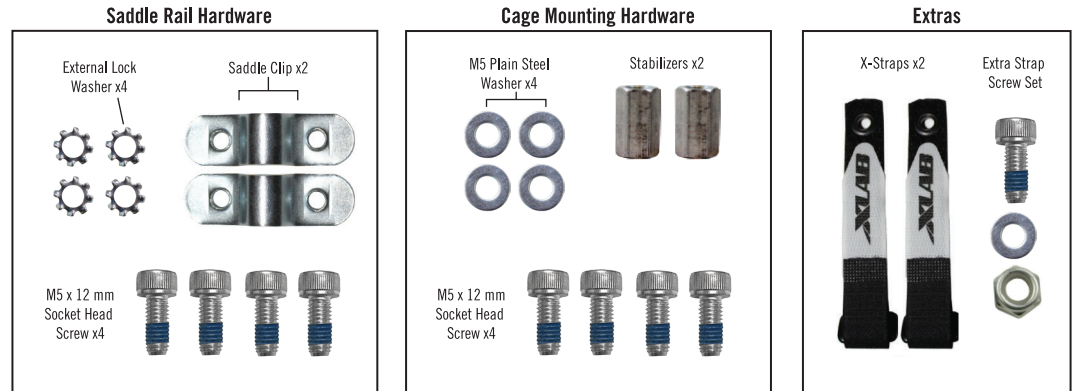 Saddle Rail Hardware
External Lock
Washer x4
Saddle Clip x2
M5 x 12 mm
Socket Head
Screw x4
Cage Mounting Hardware
M5 Plain Steel
Washer x4
Stabilizers x2
M5 x 12 mm
Socket Head
Screw x4
Extras
X-Straps x2
Extra Strap
Screw Set
XLAB
XLAB